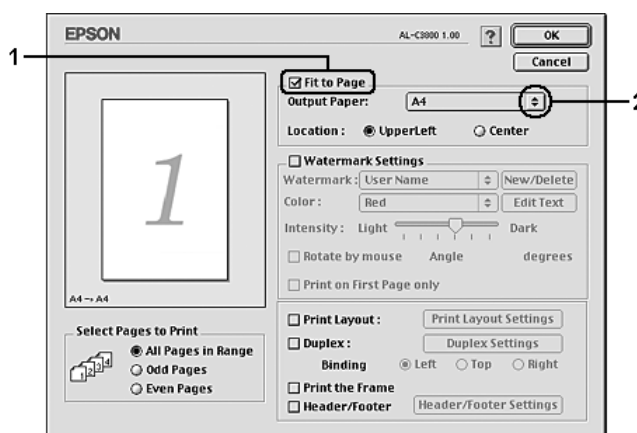 EPSON
AL-C3800 1.00
?
OK
Cancel
1
Fit to Page
Output Paper: A4
2
Location: UpperLeft Center
1
A4→A4
Watermark Settings
Watermark: User Name New/Delete
Color: Red Edit Text
Intensity: Light Dark
Rotate by mouse Angle degrees
Print on First Page only
Select Pages to Print
1 2 3 4
All Pages in Range
Odd Pages
Even Pages
Print Layout: Print Layout Settings
Duplex: Duplex Settings
Binding Left Top Right
Print the Frame
Header/Footer Header/Footer Settings